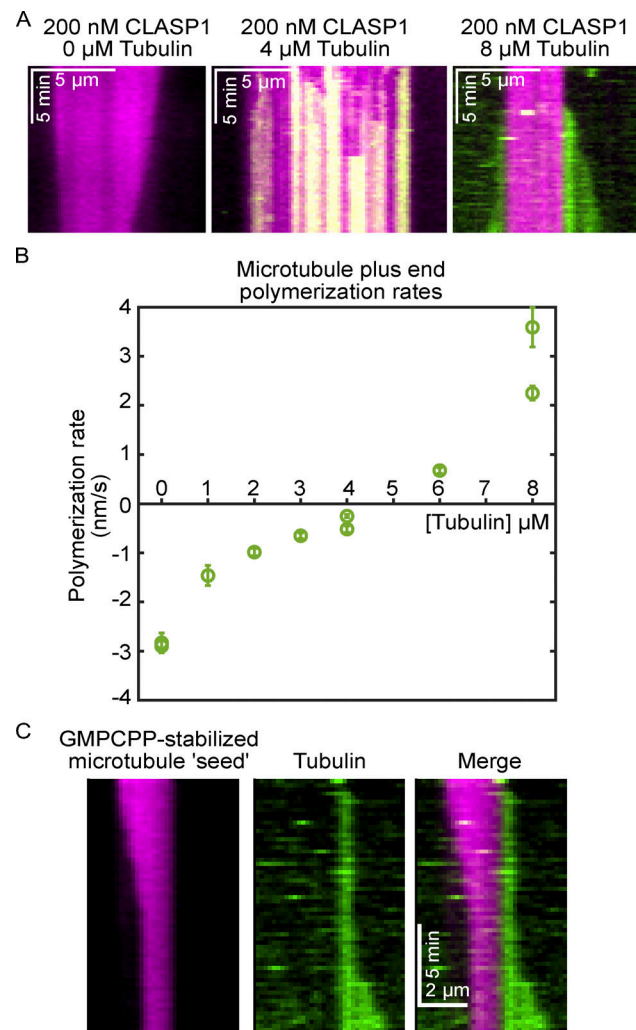 A
200 nM CLASP1
0 µM Tubulin
200 nM CLASP1
4 µM Tubulin
200 nM CLASP1
8 µM Tubulin
5 µm
5 min
5 µm
5 min
5 µm
5 min
B
Microtubule plus end
polymerization rates
Polymerization rate
(nm/s)
4
3
2
1
0
-1
-2
-3
-4
0 1 2 3 4 5 6 7 8
[Tubulin] µM
C
GMPCPP-stabilized
microtubule 'seed'
Tubulin
Merge
5 min
2 µm